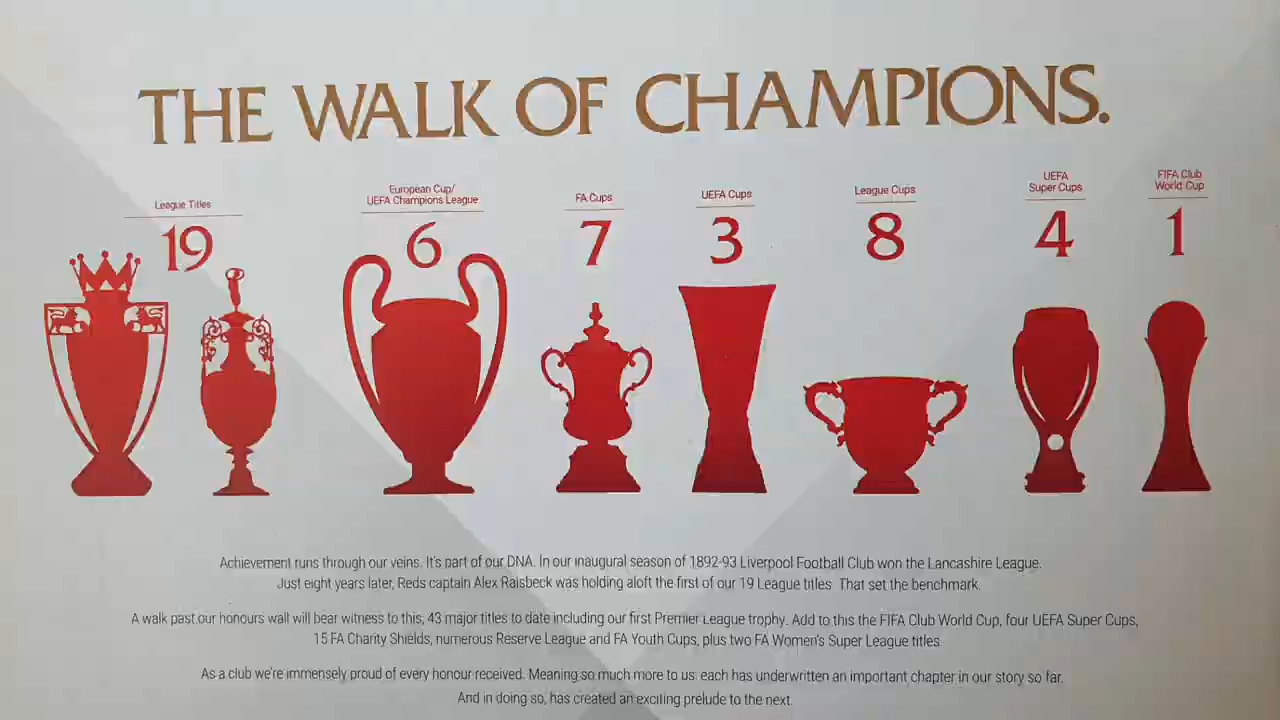 THE WALK OF CHAMPIONS.
League Titles
19
European Cup/
UEFA Champions League
6
FA Cups
7
UEFA Cups
3
League Cups
8
UEFA
Super Cups
4
FIFA Club
World Cup
1
Achievement runs through our veins. It's part of our DNA. In our inaugural season of 1892-93 Liverpool Football Club won the Lancashire League.
Just eight years later, Reds captain Alex Raisbeck was holding aloft the first of our 19 League titles. That set the benchmark.
A walk past our honours wall will bear witness to this; 43 major titles to date including our first Premier League trophy. Add to this the FIFA Club World Cup, four UEFA Super Cups,
15 FA Charity Shields, numerous Reserve League and FA Youth Cups, plus two FA Women's Super League titles.
As a club we're immensely proud of every honour received. Meaning so much more to us, each has underwritten an important chapter in our story so far.
And in doing so, has created an exciting prelude to the next.